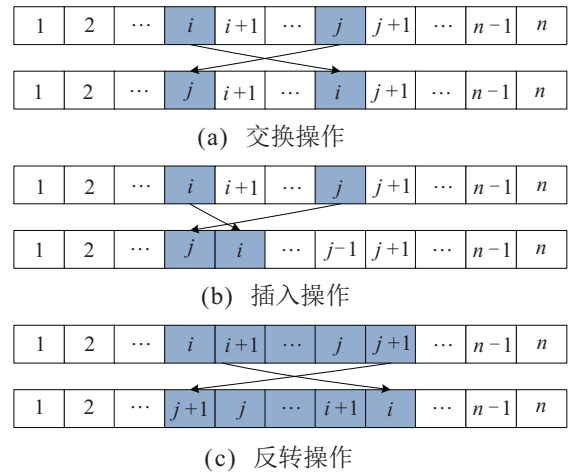 1 2 … i i+1 … j j+1 … n−1 n
1 2 … j i+1 … i j+1 … n−1 n
(a) 交换操作
1 2 … i i+1 … j j+1 … n−1 n
1 2 … j i … j−1 j+1 … n−1 n
(b) 插入操作
1 2 … i i+1 … j j+1 … n−1 n
1 2 … j+1 j … i+1 i … n−1 n
(c) 反转操作